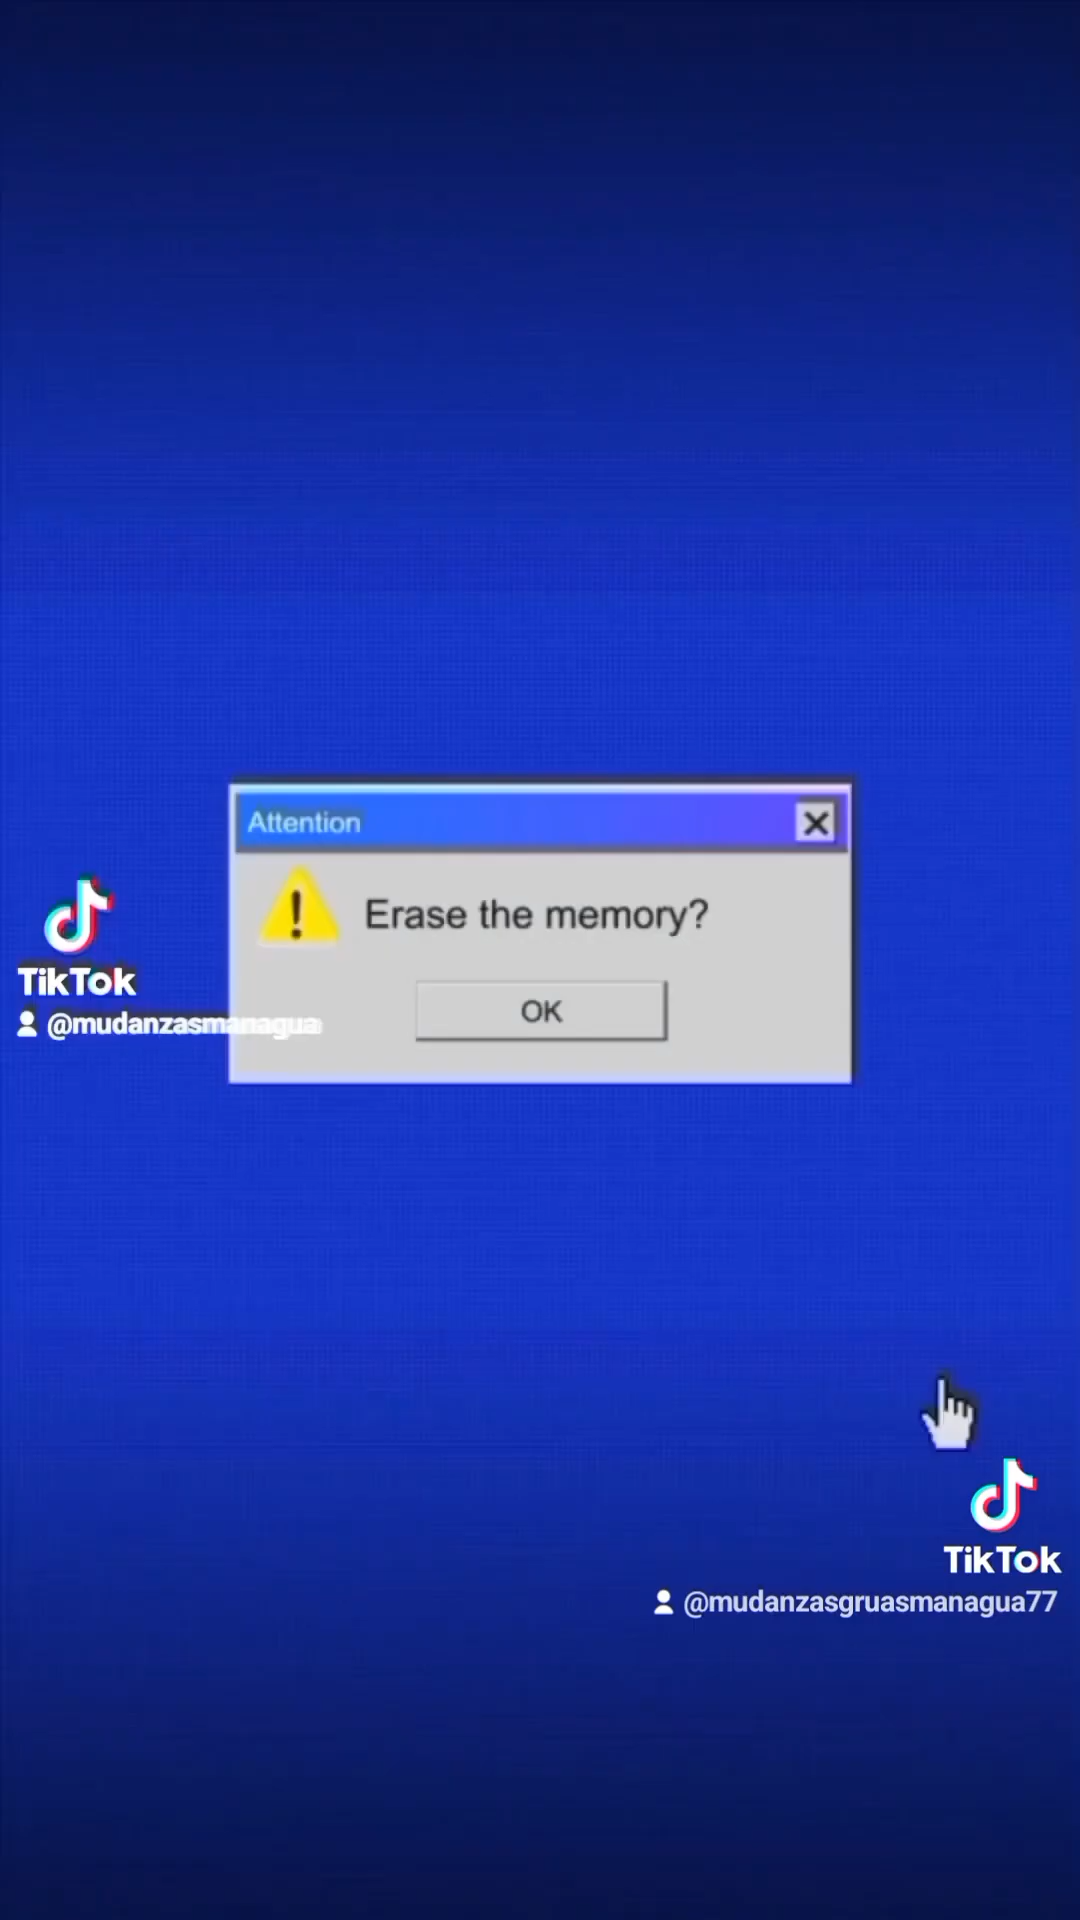 Attention
Erase the memory?
OK
TikTok
@mudanzasmanagua
TikTok
@mudanzasgruasmanagua77